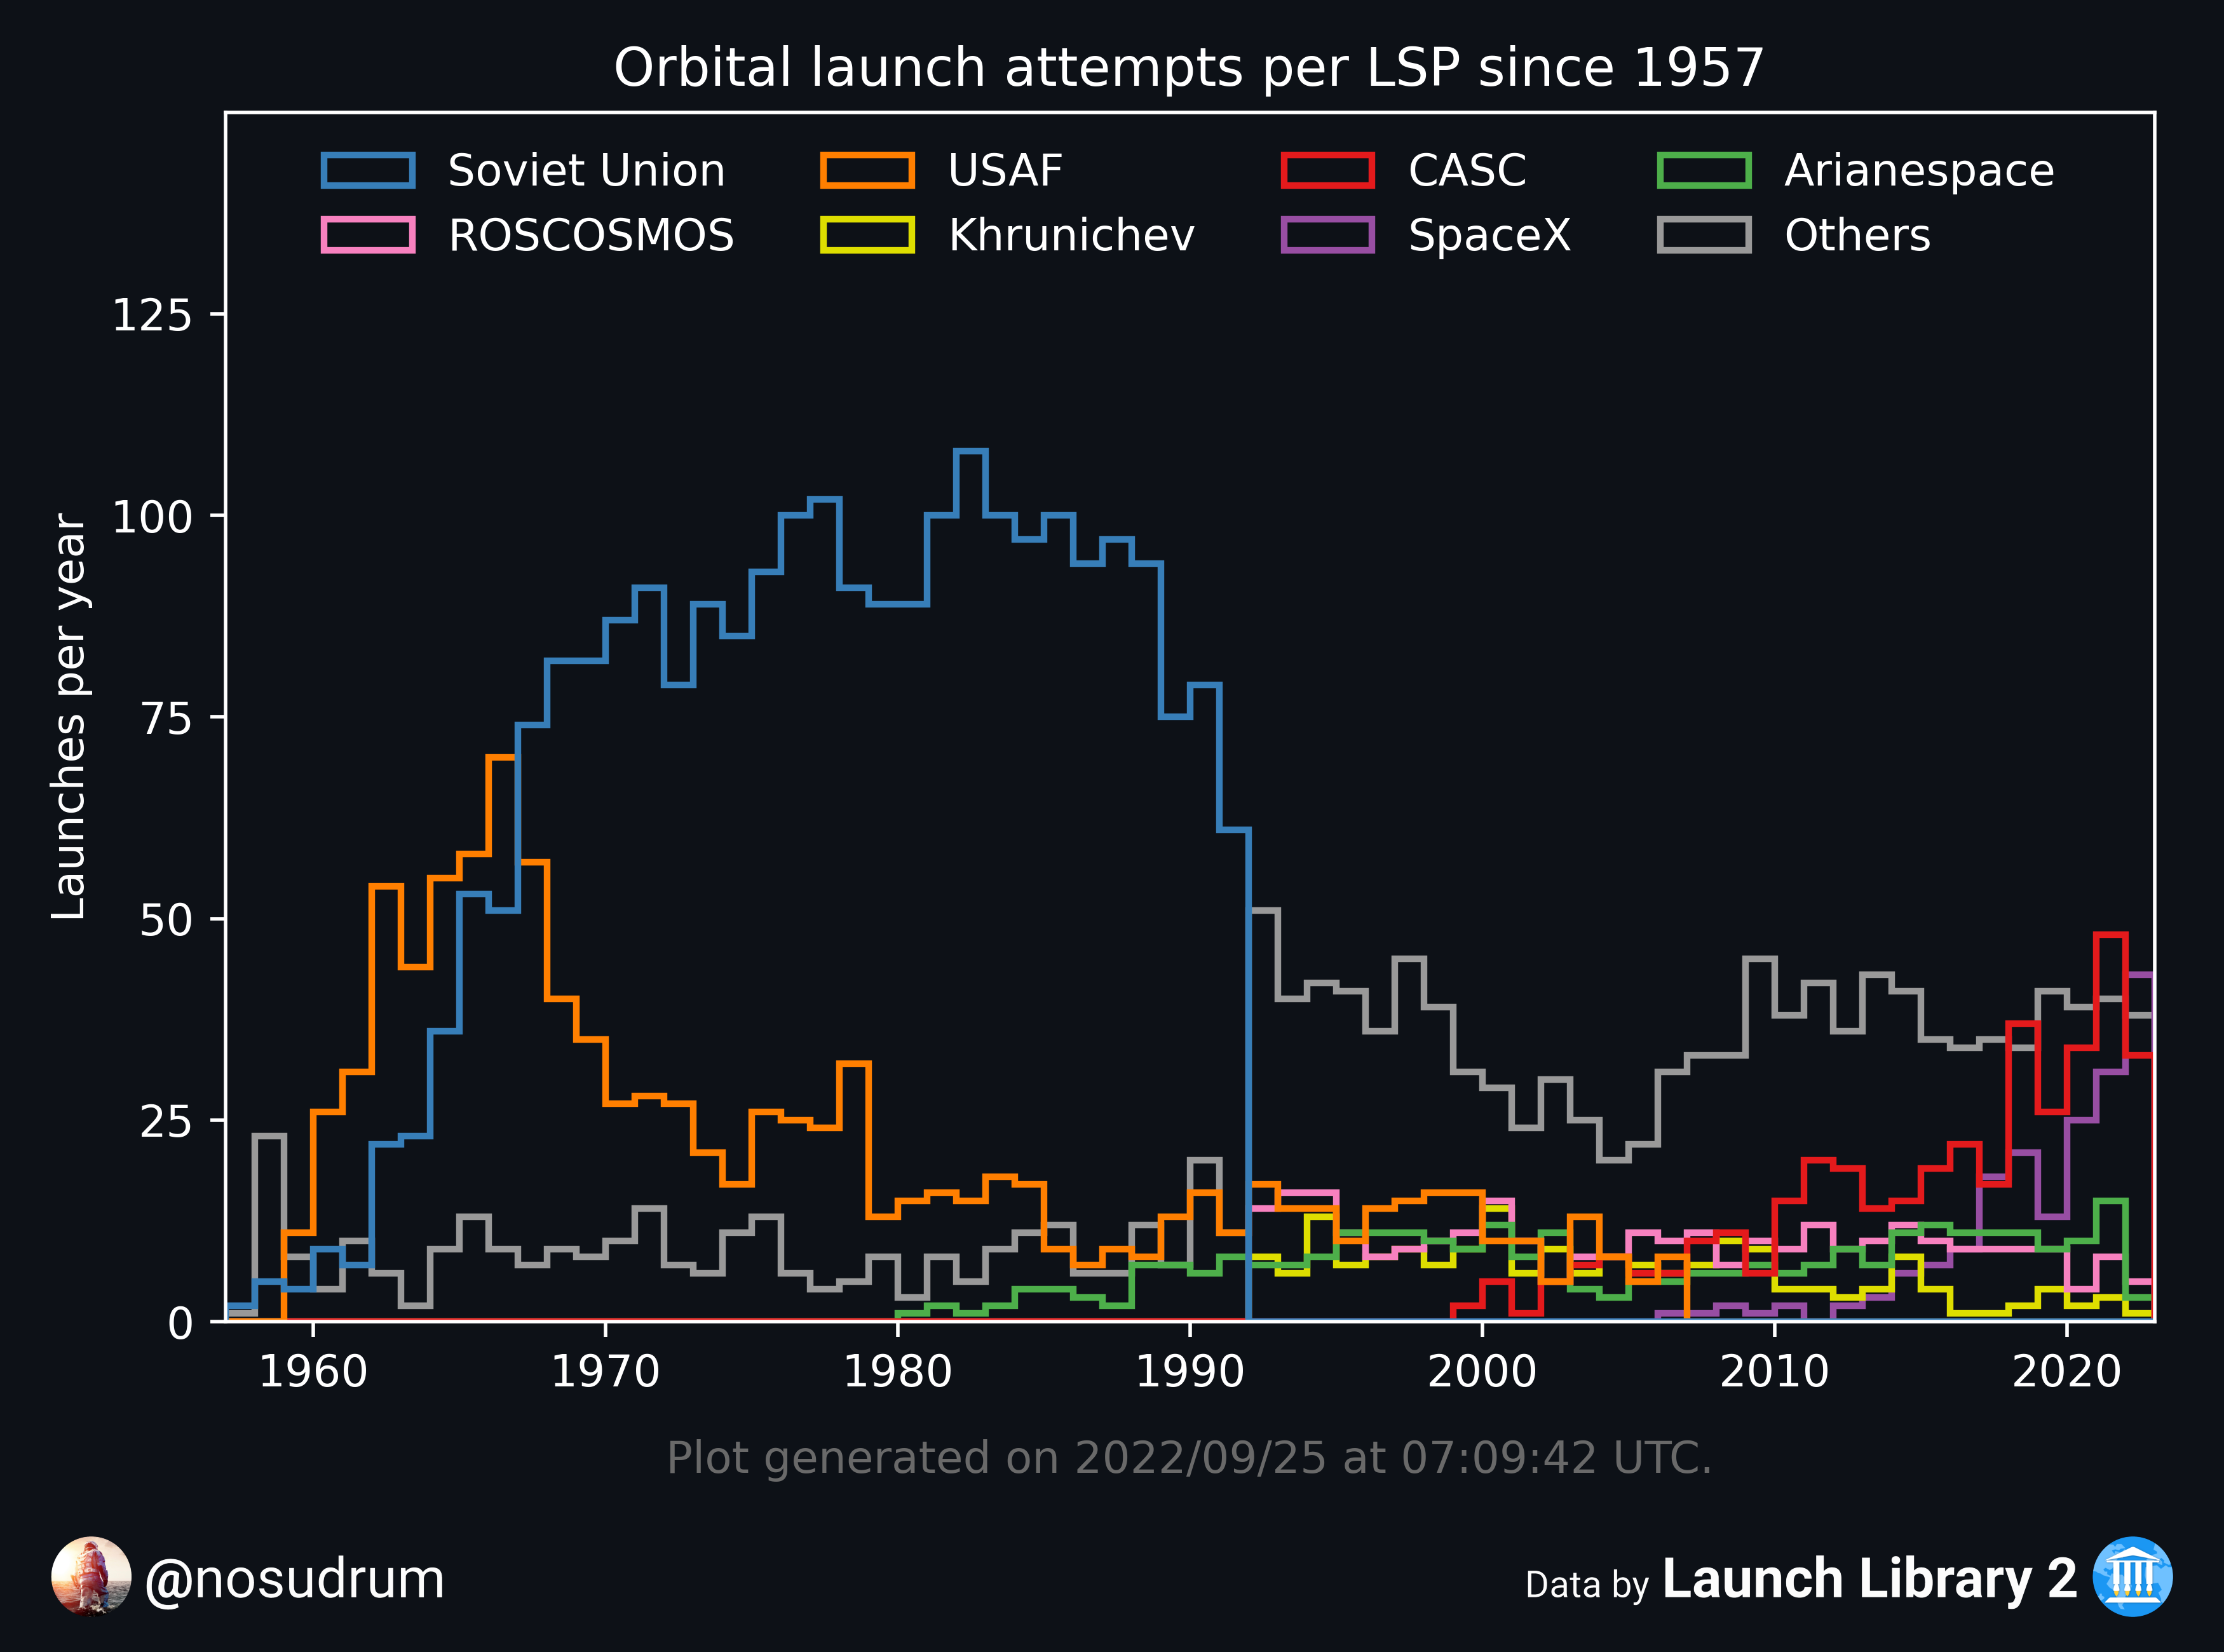 Orbital launch attempts per LSP since 1957
Soviet Union
USAF
CASC
Arianespace
ROSCOSMOS
Khrunichev
SpaceX
Others
Launches per year
125
100
75
50
25
0
1960
1970
1980
1990
2000
2010
2020
Plot generated on 2022/09/25 at 07:09:42 UTC.
@nosudrum
Data by Launch Library 2